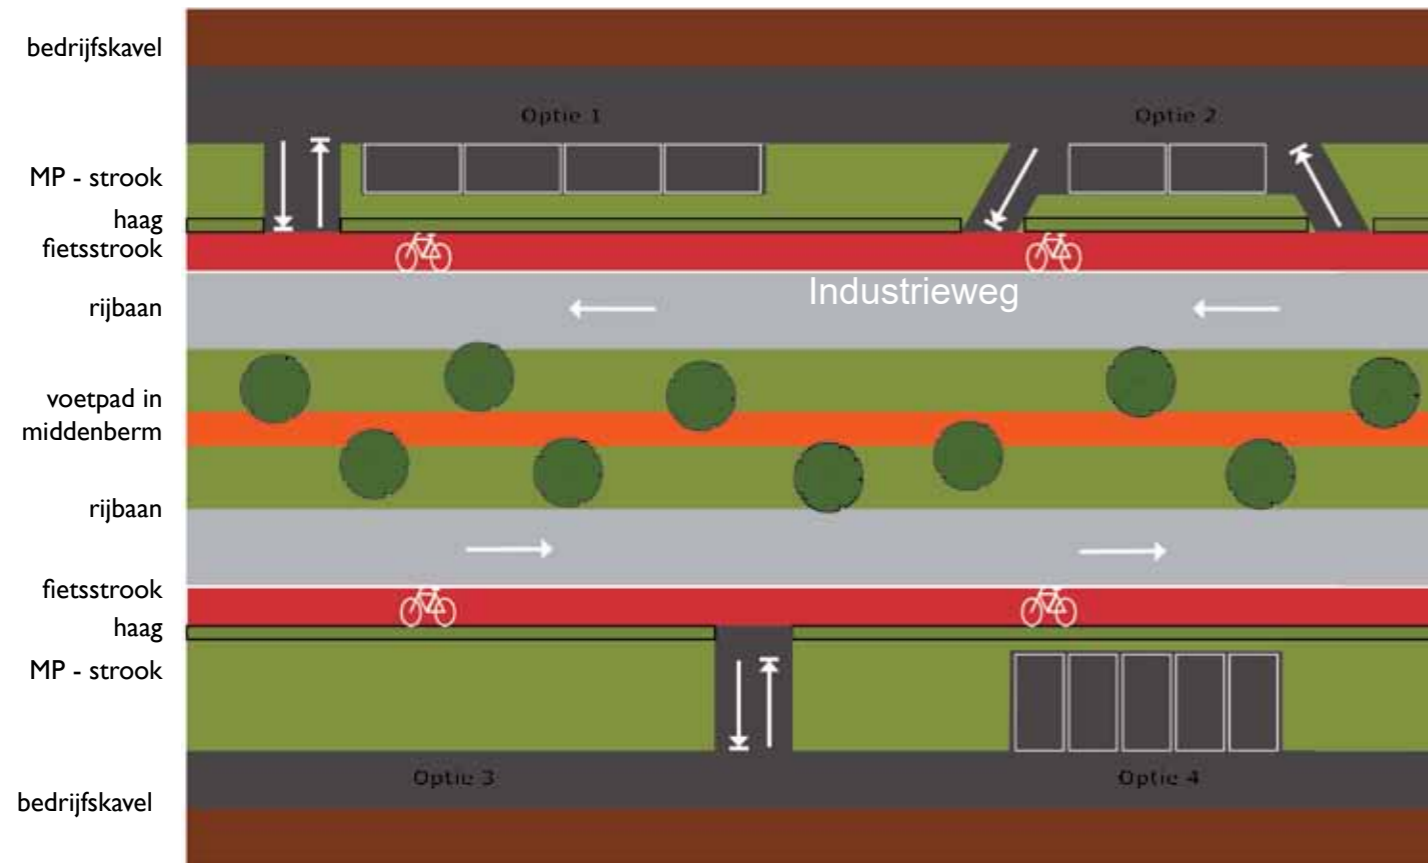 bedrijfskavel
Optie 1
Optie 2
MP - strook
haag
fietsstrook
Industrieweg
rijbaan
voetpad in
middenberm
rijbaan
fietsstrook
haag
MP - strook
Optie 3
Optie 4
bedrijfskavel